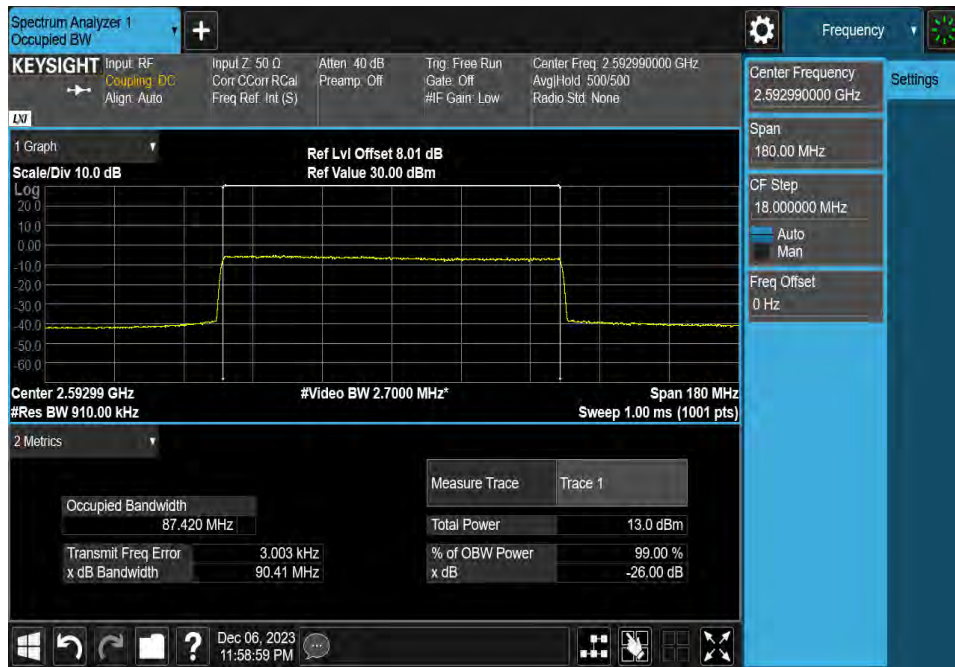 Spectrum Analyzer 1
Occupied BW
+
Frequency
KEYSIGHT
LXI
Input: RF
Coupling: DC
Align: Auto
Input Z: 50 Ω
Corr CCorr RCal
Freq Ref: Int (S)
Atten: 40 dB
Preamp: Off
Trig: Free Run
Gate: Off
#IF Gain: Low
Center Freq: 2.592990000 GHz
Avg|Hold: 500/500
Radio Std: None
Center Frequency
2.592990000 GHz
Settings
Span
180.00 MHz
CF Step
18.000000 MHz
Auto
Man
Freq Offset
0 Hz
1 Graph
Scale/Div 10.0 dB
Ref Lvl Offset 8.01 dB
Ref Value 30.00 dBm
Log
20.0
10.0
0.00
-10.0
-20.0
-30.0
-40.0
-50.0
-60.0
Center 2.59299 GHz
#Video BW 2.7000 MHz*
Span 180 MHz
#Res BW 910.00 kHz
Sweep 1.00 ms (1001 pts)
2 Metrics
Occupied Bandwidth
87.420 MHz
Transmit Freq Error 3.003 kHz
x dB Bandwidth 90.41 MHz
Measure Trace Trace 1
Total Power 13.0 dBm
% of OBW Power 99.00 %
x dB -26.00 dB
?
Dec 06, 2023
11:58:59 PM